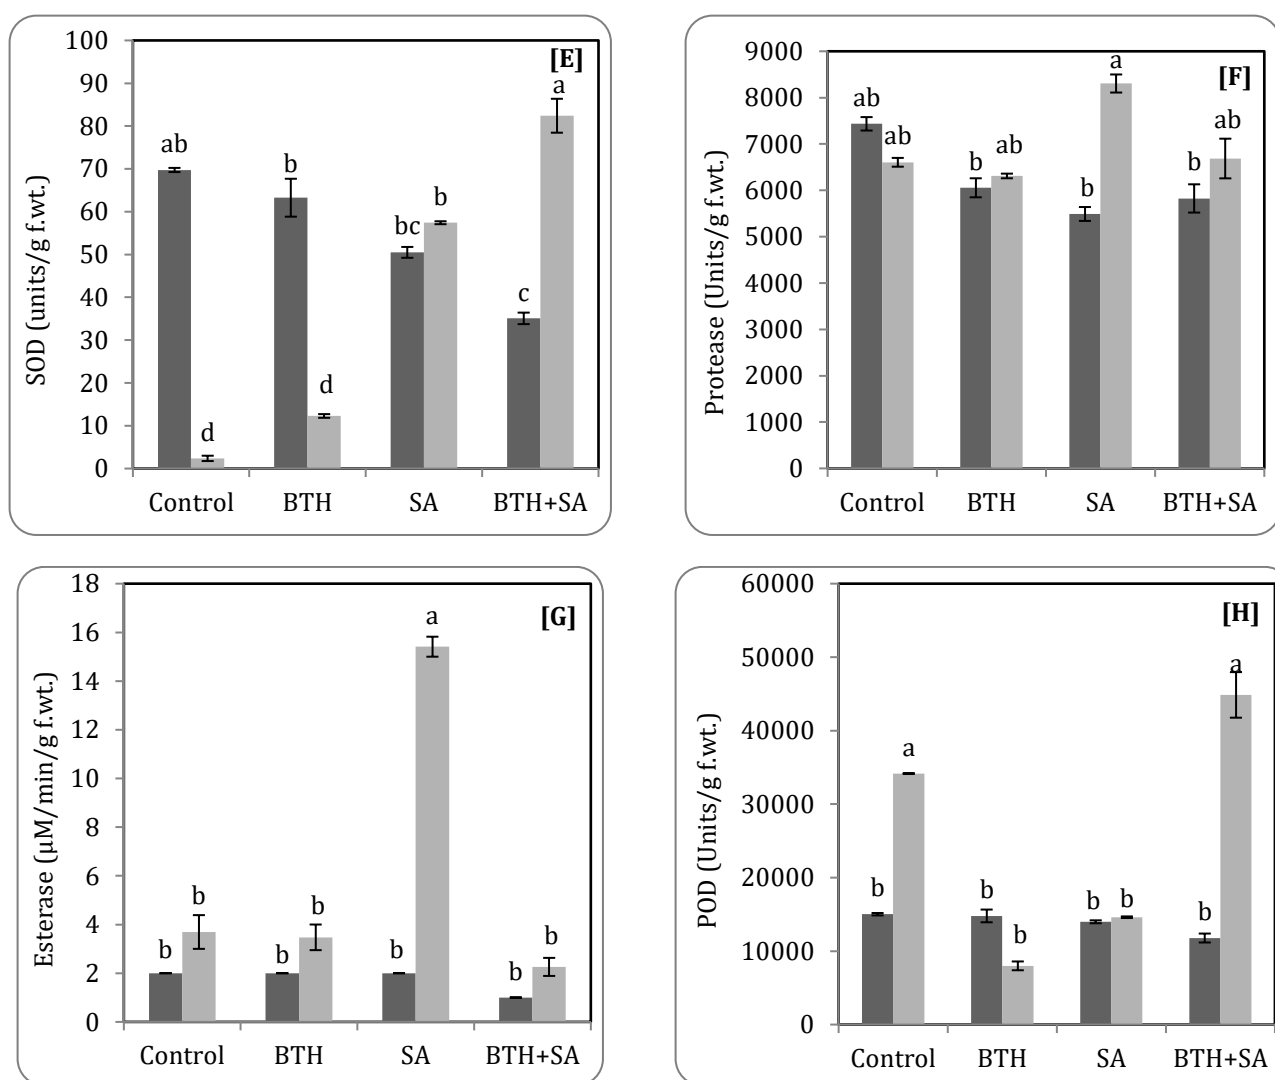 [E]
SOD (units/g f.wt.)
100
90
80
70
60
50
40
30
20
10
0
ab
d
b
d
bc
b
c
a
Control BTH SA BTH+SA
[F]
Protease (Units/g f.wt.)
9000
8000
7000
6000
5000
4000
3000
2000
1000
0
ab
ab
b
ab
b
a
b
ab
Control BTH SA BTH+SA
[G]
Esterase (µM/min/g f.wt.)
18
16
14
12
10
8
6
4
2
0
b
b
b
b
b
a
b
b
Control BTH SA BTH+SA
[H]
POD (Units/g f.wt.)
60000
50000
40000
30000
20000
10000
0
b
a
b
b
b
b
b
a
Control BTH SA BTH+SA